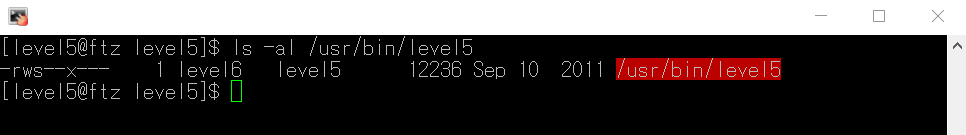 [level5@ftz level5]$ ls -al /usr/bin/level5
-rws--x---    1 level6   level5      12236 Sep 10  2011 /usr/bin/level5
[level5@ftz level5]$